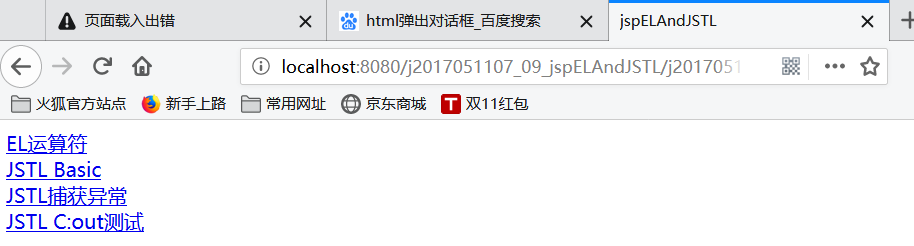 页面载入出错
html弹出对话框_百度搜索
jspELAndJSTL
localhost:8080/j2017051107_09_jspELAndJSTL/j2017051
火狐官方站点 新手上路 常用网址 京东商城 T 双11红包
EL运算符
JSTL Basic
JSTL捕获异常
JSTL C:out测试